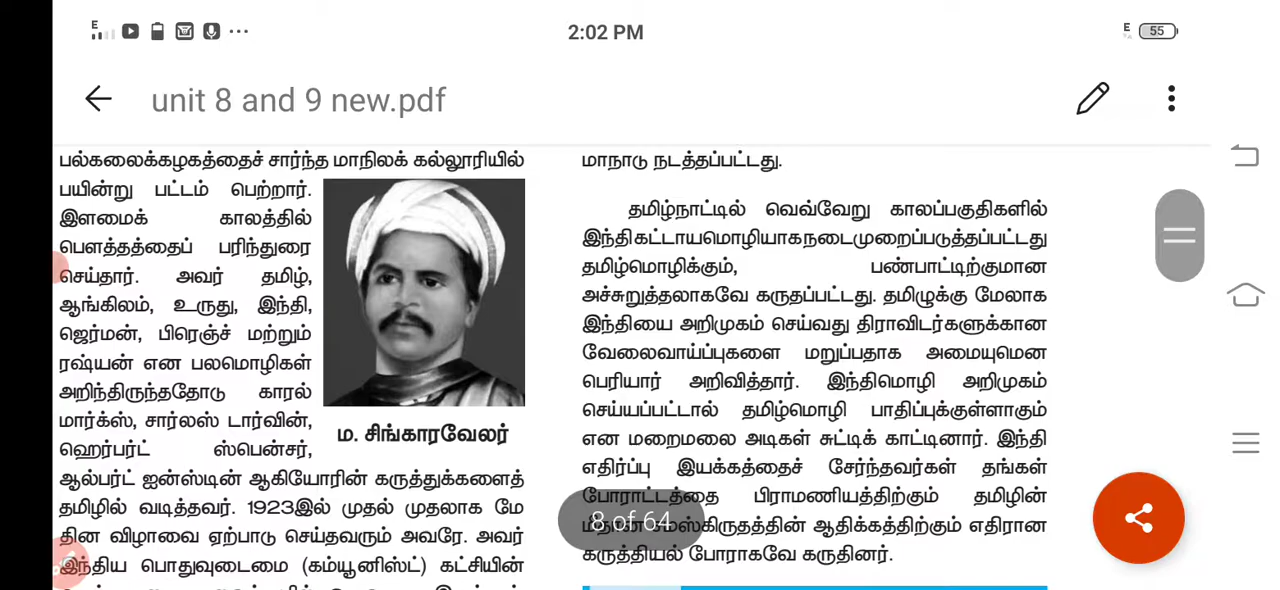 E
2:02 PM
E
55
unit 8 and 9 new.pdf
பல்கலைக்கழகத்தைச் சார்ந்த மாநிலக் கல்லூரியில்
பயின்று பட்டம் பெற்றார்.
இளமைக் காலத்தில்
பௌத்தத்தைப் பரிந்துரை
செய்தார். அவர் தமிழ்,
ஆங்கிலம், உருது, இந்தி,
ஜெர்மன், பிரெஞ்ச் மற்றும்
ரஷ்யன் என பலமொழிகள்
அறிந்திருந்ததோடு காரல்
மார்க்ஸ், சார்லஸ் டார்வின்,
ஹெர்பர்ட் ஸ்பென்சர்,
ம. சிங்காரவேலர்
ஆல்பர்ட் ஐன்ஸ்டின் ஆகியோரின் கருத்துக்களைத்
தமிழில் வடித்தவர். 1923இல் முதல் முதலாக மே
தின விழாவை ஏற்பாடு செய்தவரும் அவரே. அவர்
இந்திய பொதுவுடைமை (கம்யூனிஸ்ட்) கட்சியின்
மாநாடு நடத்தப்பட்டது.
தமிழ்நாட்டில் வெவ்வேறு காலப்பகுதிகளில்
இந்தி கட்டாயமொழியாக நடைமுறைப்படுத்தப்பட்டது
தமிழ்மொழிக்கும், பண்பாட்டிற்குமான
அச்சுறுத்தலாகவே கருதப்பட்டது. தமிழுக்கு மேலாக
இந்தியை அறிமுகம் செய்வது திராவிடர்களுக்கான
வேலைவாய்ப்புகளை மறுப்பதாக அமையுமென
பெரியார் அறிவித்தார். இந்திமொழி அறிமுகம்
செய்யப்பட்டால் தமிழ்மொழி பாதிப்புக்குள்ளாகும்
என மறைமலை அடிகள் சுட்டிக் காட்டினார். இந்தி
எதிர்ப்பு இயக்கத்தைச் சேர்ந்தவர்கள் தங்கள்
போராட்டத்தை பிராமணியத்திற்கும் தமிழின்
சமஸ்கிருதத்தின் ஆதிக்கத்திற்கும் எதிரான
கருத்தியல் போராகவே கருதினர்.
8 of 64